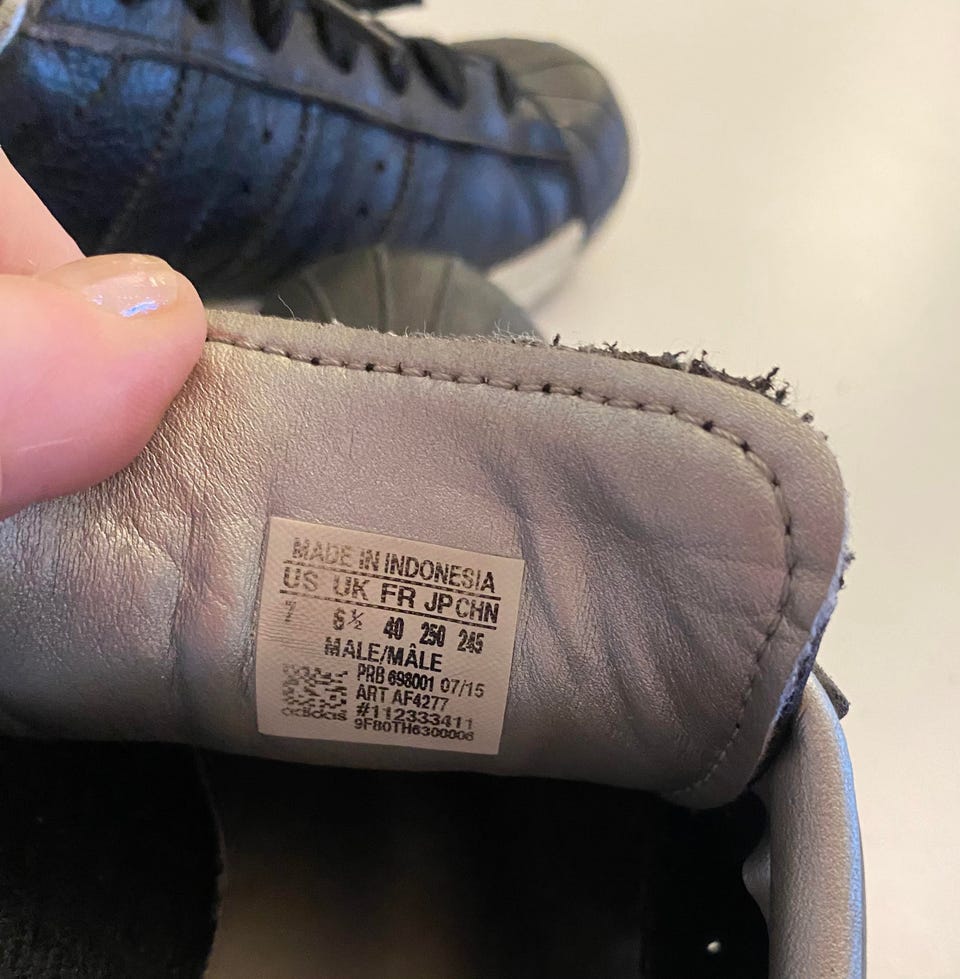 MADE IN INDONESIA
US UK FR JP CHN
7 6½ 40 250 245
MALE/MÂLE
PRB 698001 07/15
ART AF4277
#112333411
adidas 9F80TH6300006